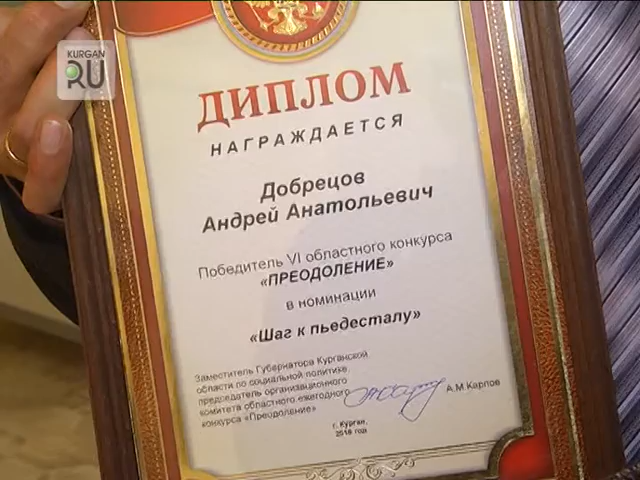 KURGAN
RU
ДИПЛОМ
НАГРАЖДАЕТСЯ
Добрецов
Андрей Анатольевич
Победитель VI областного конкурса
«ПРЕОДОЛЕНИЕ»
в номинации
«Шаг к пьедесталу»
Заместитель Губернатора Курганской
области по социальной политике,
председатель организационного
комитета областного ежегодного
конкурса «Преодоление»
А.М.Карпов
г. Курган,
2018 год